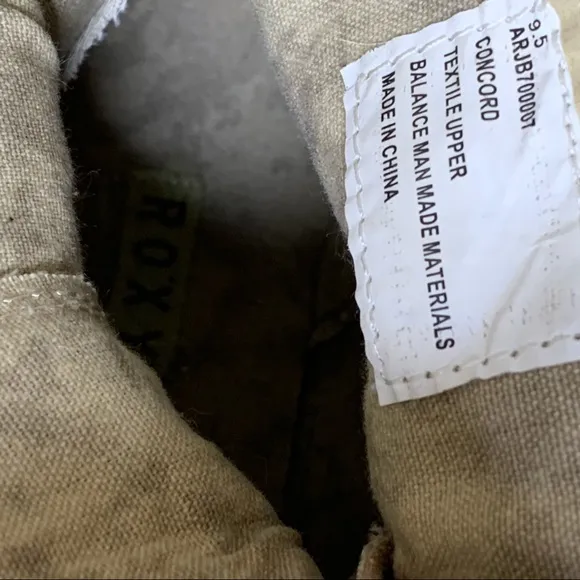 9.5
ARJB700007
CONCORD
TEXTILE UPPER
BALANCE MAN MADE MATERIALS
MADE IN CHINA
ROXY